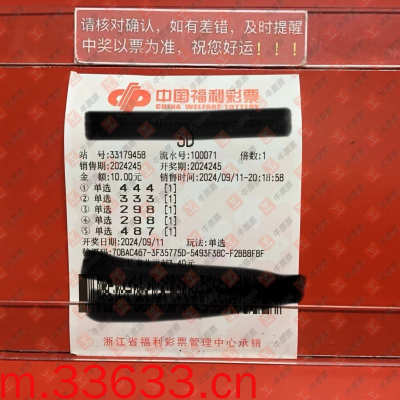 请核对确认，如有差错，及时提醒
中奖以票为准，祝您好运！！！
中国福利彩票
CHINA WELFARE LOTTERY
3D
站 号:33179458 流水号:100071 倍数:1
销售期:2024245 开奖期:2024245
金 额:10.00元 销售时间:2024/09/11-20:18:58
① 单选 4 4 4 [1]
② 单选 3 3 3 [1]
③ 单选 2 9 8 [1]
④ 单选 2 9 8 [1]
⑤ 单选 4 8 7 [1]
开奖日期:2024/09/11 玩法:单选
70BAC467-3F35775D-5493F38C-F2BB8FBF
浙江省福利彩票管理中心承销
m.33633.cn